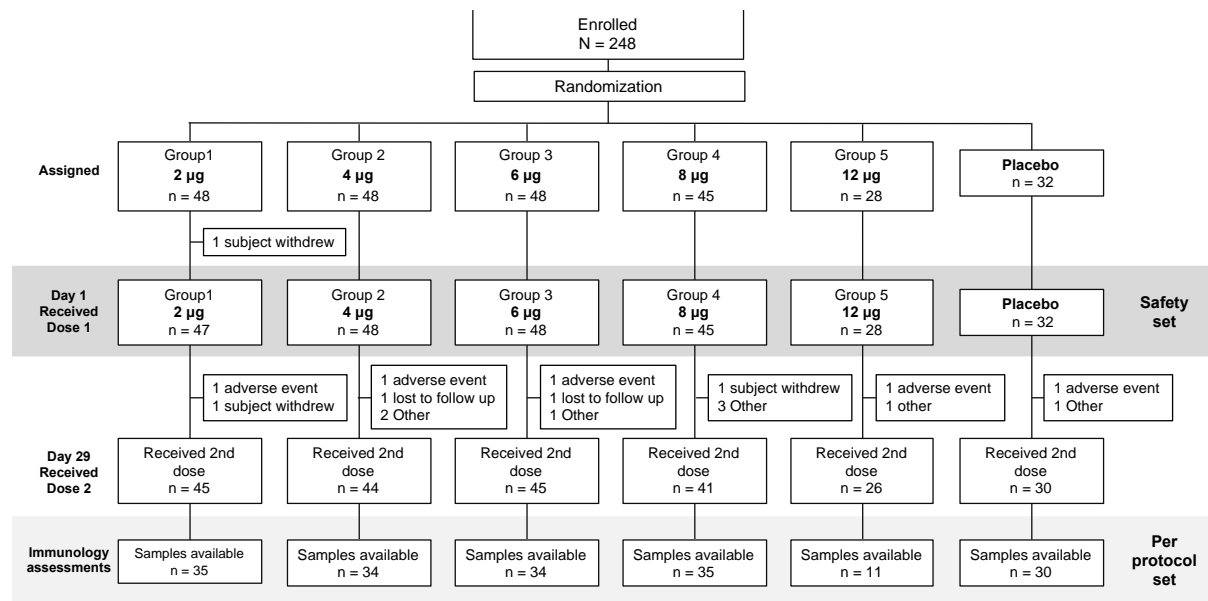 Enrolled
N = 248
Randomization
Assigned
Group1
2 µg
n = 48
Group 2
4 µg
n = 48
Group 3
6 µg
n = 48
Group 4
8 µg
n = 45
Group 5
12 µg
n = 28
Placebo
n = 32
1 subject withdrew
Day 1
Received
Dose 1
Group1
2 µg
n = 47
Group 2
4 µg
n = 48
Group 3
6 µg
n = 48
Group 4
8 µg
n = 45
Group 5
12 µg
n = 28
Placebo
n = 32
Safety
set
1 adverse event
1 subject withdrew
1 adverse event
1 lost to follow up
2 Other
1 adverse event
1 lost to follow up
1 Other
1 subject withdrew
3 Other
1 adverse event
1 other
1 adverse event
1 Other
Day 29
Received
Dose 2
Received 2nd
dose
n = 45
Received 2nd
dose
n = 44
Received 2nd
dose
n = 45
Received 2nd
dose
n = 41
Received 2nd
dose
n = 26
Received 2nd
dose
n = 30
Immunology
assessments
Samples available
n = 35
Samples available
n = 34
Samples available
n = 34
Samples available
n = 35
Samples available
n = 11
Samples available
n = 30
Per
protocol
set